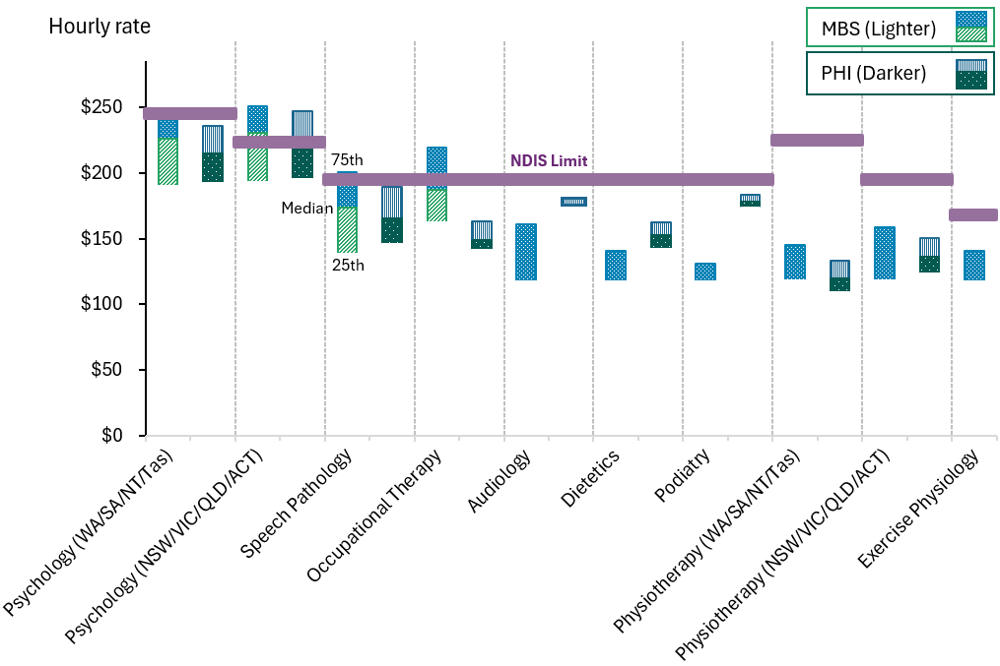 Hourly rate
MBS (Lighter)
PHI (Darker)
$250
$200
$150
$100
$50
$0
75th
Median
25th
NDIS Limit
Psychology (WA/SA/NT/Tas)
Psychology (NSW/VIC/QLD/ACT)
Speech Pathology
Occupational Therapy
Audiology
Dietetics
Podiatry
Physiotherapy (WA/SA/NT/Tas)
Physiotherapy (NSW/VIC/QLD/ACT)
Exercise Physiology